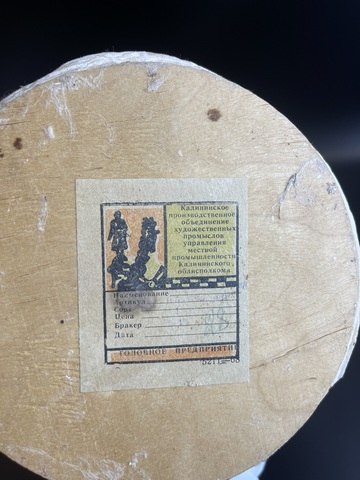 Калининское
производственное
объединение
художественных
промыслов
управления
местной
промышленности
Калининского
облисполкома
Наименование
Артикул
Сорт
Цена
Бракер
Дата
ГОЛОВНОЕ ПРЕДПРИЯТИЕ